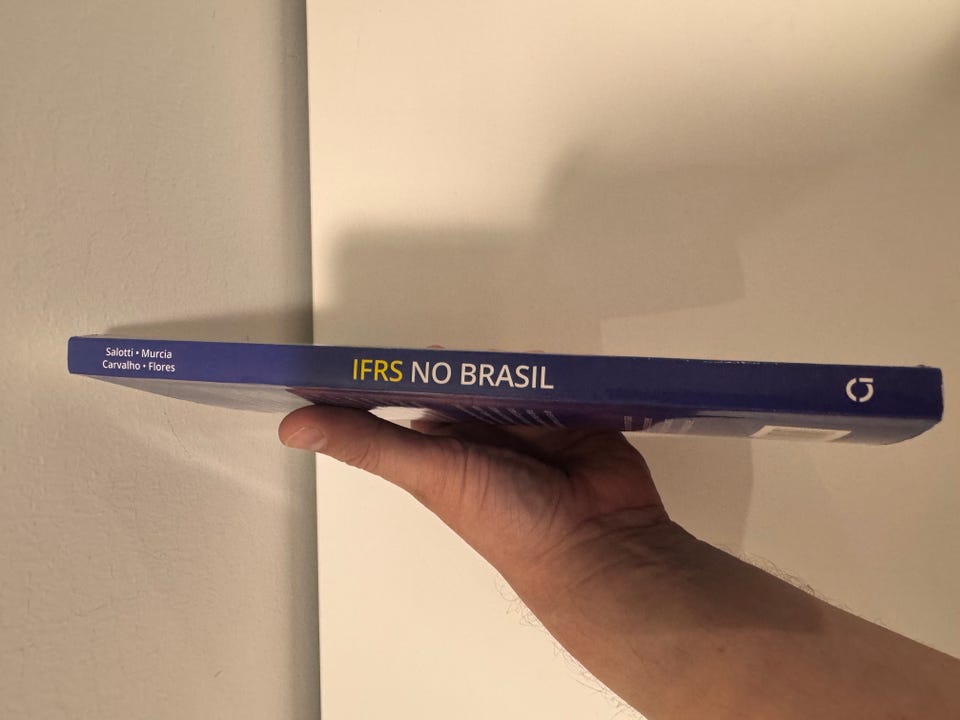 Salotti • Murcia
Carvalho • Flores
IFRS NO BRASIL